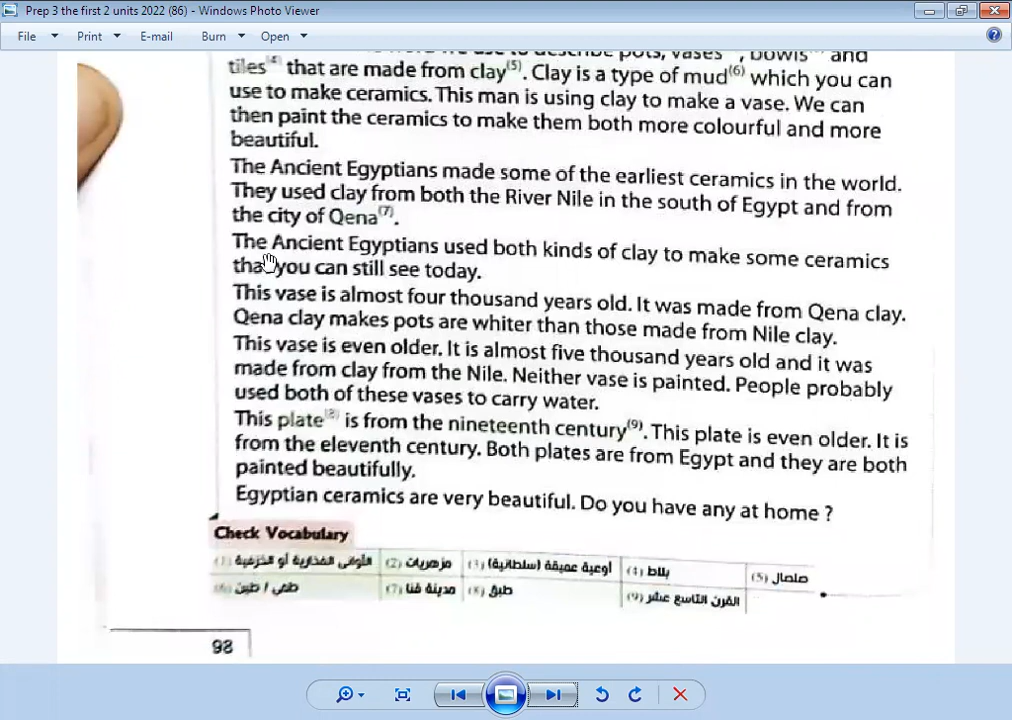 Prep 3 the first 2 units 2022 (86) - Windows Photo Viewer
File Print E-mail Burn Open
to describe pots, vases , bowls and
tiles(4) that are made from clay(5). Clay is a type of mud(6) which you can
use to make ceramics. This man is using clay to make a vase. We can
then paint the ceramics to make them both more colourful and more
beautiful.
The Ancient Egyptians made some of the earliest ceramics in the world.
They used clay from both the River Nile in the south of Egypt and from
the city of Qena(7).
The Ancient Egyptians used both kinds of clay to make some ceramics
that you can still see today.
This vase is almost four thousand years old. It was made from Qena clay.
Qena clay makes pots are whiter than those made from Nile clay.
This vase is even older. It is almost five thousand years old and it was
made from clay from the Nile. Neither vase is painted. People probably
used both of these vases to carry water.
This plate(8) is from the nineteenth century(9). This plate is even older. It is
from the eleventh century. Both plates are from Egypt and they are both
painted beautifully.
Egyptian ceramics are very beautiful. Do you have any at home ?
Check Vocabulary
(1) الأوانى الفخارية أو الخزفية (2) مزهريات (3) أوعية عميقة (سلطانية) (4) بلاط (5) صلصال
(6) طمى / طين (7) مدينة قنا (8) طبق (9) القرن التاسع عشر
98